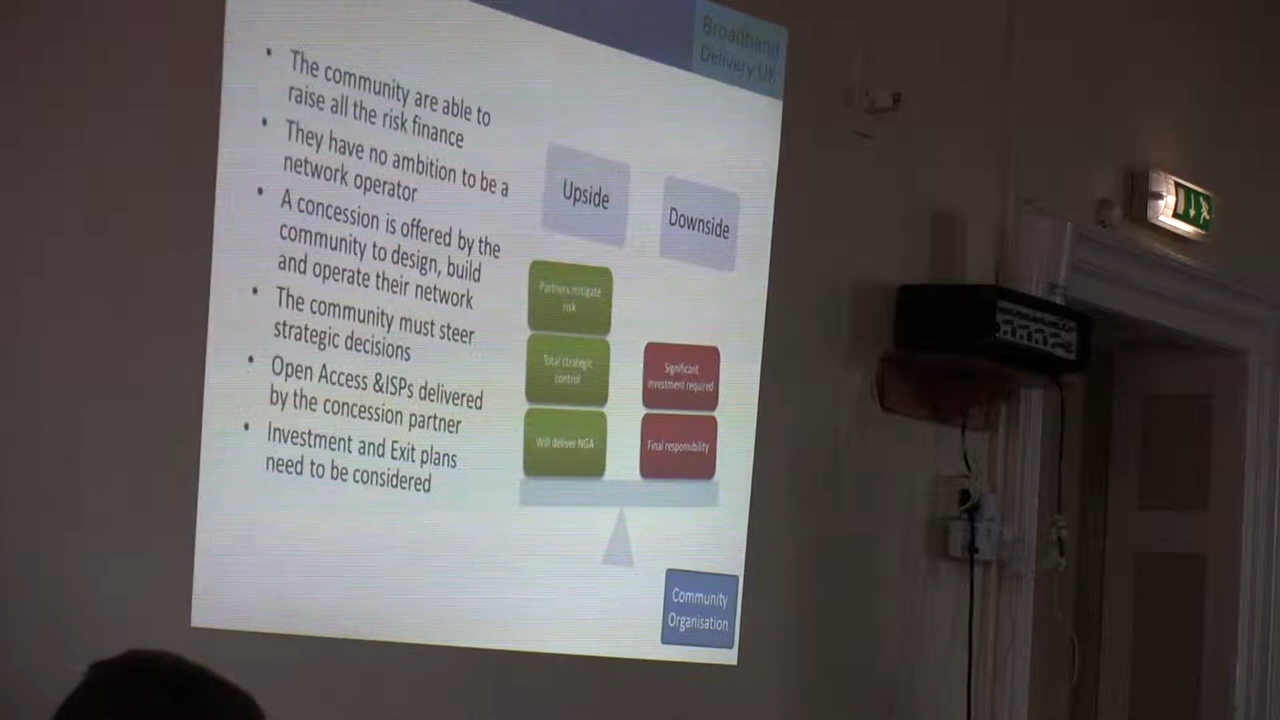 Broadband
Delivery UK
• The community are able to
raise all the risk finance
• They have no ambition to be a
network operator
• A concession is offered by the
community to design, build
and operate their network
• The community must steer
strategic decisions
• Open Access &ISPs delivered
by the concession partner
• Investment and Exit plans
need to be considered
Upside
Downside
Partners mitigate
risk
Total strategic
control
Will deliver NGA
Significant
investment required
Final responsibility
Community
Organisation